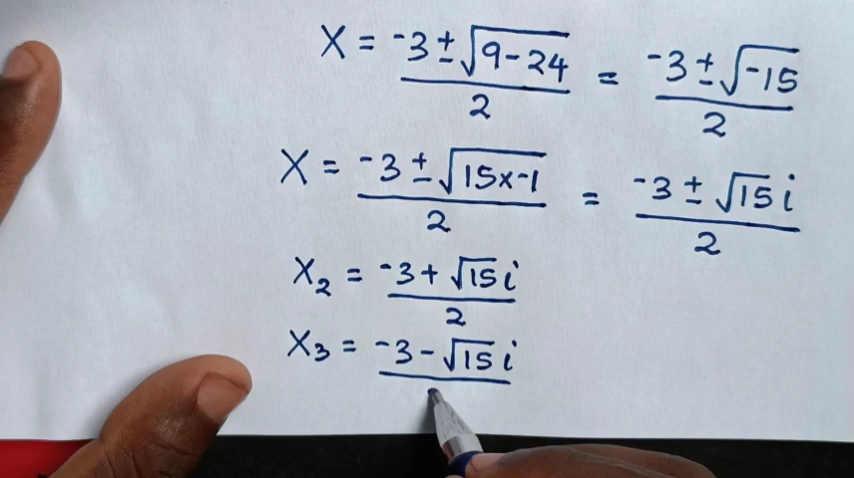 X = -3 ± √9-24 / 2 = -3 ± √-15 / 2
X = -3 ± √15x-1 / 2 = -3 ± √15 i / 2
X₂ = -3 + √15 i / 2
X₃ = -3 - √15 i